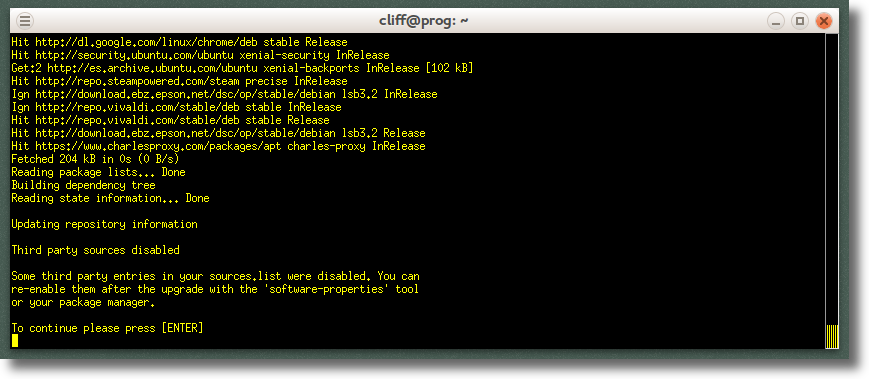 cliff@prog: ~
Hit http://dl.google.com/linux/chrome/deb stable Release
Hit http://security.ubuntu.com/ubuntu xenial-security InRelease
Get:2 http://es.archive.ubuntu.com/ubuntu xenial-backports InRelease [102 kB]
Hit http://repo.steampowered.com/steam precise InRelease
Ign http://download.ebz.epson.net/dsc/op/stable/debian lsb3.2 InRelease
Ign http://repo.vivaldi.com/stable/deb stable InRelease
Hit http://repo.vivaldi.com/stable/deb stable Release
Hit http://download.ebz.epson.net/dsc/op/stable/debian lsb3.2 Release
Hit https://www.charlesproxy.com/packages/apt charles-proxy InRelease
Fetched 204 kB in 0s (0 B/s)
Reading package lists... Done
Building dependency tree
Reading state information... Done
Updating repository information
Third party sources disabled
Some third party entries in your sources.list were disabled. You can
re-enable them after the upgrade with the 'software-properties' tool
or your package manager.
To continue please press [ENTER]